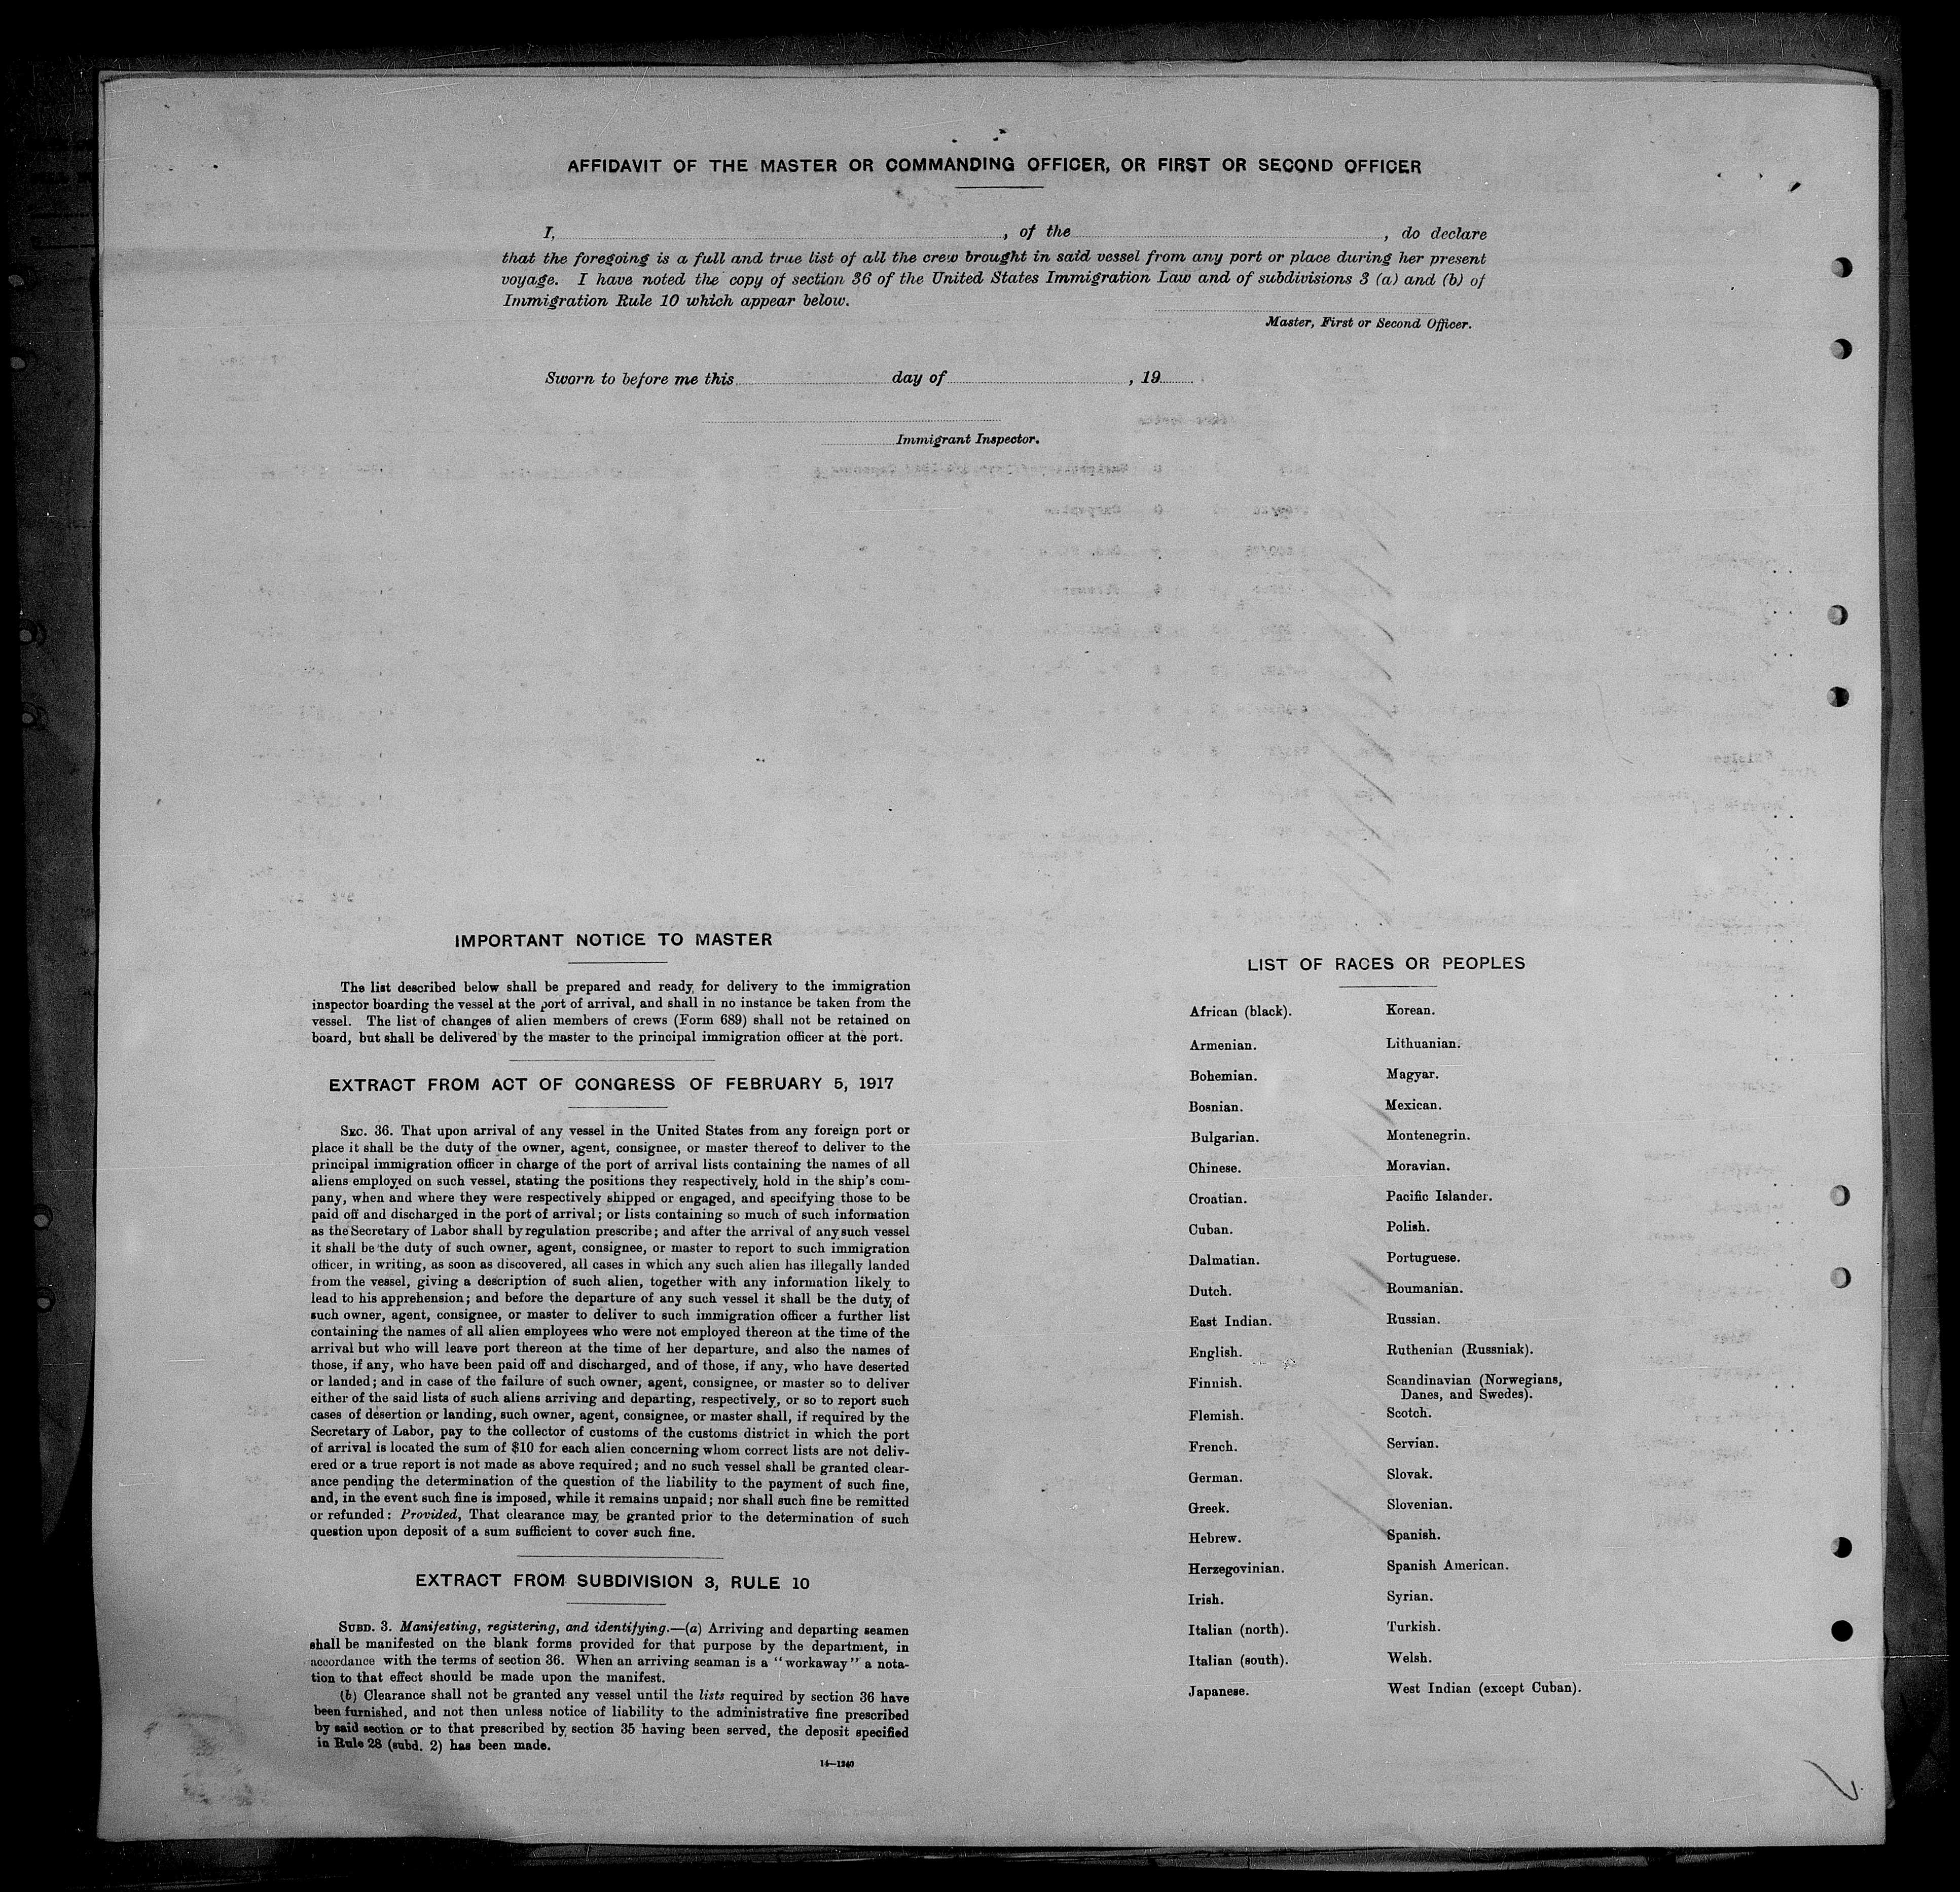 AFFIDAVIT OF THE MASTER OR COMMANDING OFFICER, OR FIRST OR SECOND OFFICER
I, , of the , do declare
that the foregoing is a full and true list of all the crew brought in said vessel from any port or place during her present
voyage. I have noted the copy of section 36 of the United States Immigration Law and of subdivisions 3 (a) and (b) of
Immigration Rule 10 which appear below.
Master, First or Second Officer.
Sworn to before me this day of , 19
Immigrant Inspector.
IMPORTANT NOTICE TO MASTER
The list described below shall be prepared and ready for delivery to the immigration
inspector boarding the vessel at the port of arrival, and shall in no instance be taken from the
vessel. The list of changes of alien members of crews (Form 689) shall not be retained on
board, but shall be delivered by the master to the principal immigration officer at the port.
EXTRACT FROM ACT OF CONGRESS OF FEBRUARY 5, 1917
SEC. 36. That upon arrival of any vessel in the United States from any foreign port or
place it shall be the duty of the owner, agent, consignee, or master thereof to deliver to the
principal immigration officer in charge of the port of arrival lists containing the names of all
aliens employed on such vessel, stating the positions they respectively hold in the ship's com-
pany, when and where they were respectively shipped or engaged, and specifying those to be
paid off and discharged in the port of arrival; or lists containing so much of such information
as the Secretary of Labor shall by regulation prescribe; and after the arrival of any such vessel
it shall be the duty of such owner, agent, consignee, or master to report to such immigration
officer, in writing, as soon as discovered, all cases in which any such alien has illegally landed
from the vessel, giving a description of such alien, together with any information likely to
lead to his apprehension; and before the departure of any such vessel it shall be the duty of
such owner, agent, consignee, or master to deliver to such immigration officer a further list
containing the names of all alien employees who were not employed thereon at the time of the
arrival but who will leave port thereon at the time of her departure, and also the names of
those, if any, who have been paid off and discharged, and of those, if any, who have deserted
or landed; and in case of the failure of such owner, agent, consignee, or master so to deliver
either of the said lists of such aliens arriving and departing, respectively, or so to report such
cases of desertion or landing, such owner, agent, consignee, or master shall, if required by the
Secretary of Labor, pay to the collector of customs of the customs district in which the port
of arrival is located the sum of $10 for each alien concerning whom correct lists are not deliv-
ered or a true report is not made as above required; and no such vessel shall be granted clear-
ance pending the determination of the question of the liability to the payment of such fine,
and, in the event such fine is imposed, while it remains unpaid; nor shall such fine be remitted
or refunded: Provided, That clearance may be granted prior to the determination of such
question upon deposit of a sum sufficient to cover such fine.
EXTRACT FROM SUBDIVISION 3, RULE 10
SUBD. 3. Manifesting, registering, and identifying.—(a) Arriving and departing seamen
shall be manifested on the blank forms provided for that purpose by the department, in
accordance with the terms of section 36. When an arriving seaman is a "workaway" a nota-
tion to that effect should be made upon the manifest.
(b) Clearance shall not be granted any vessel until the lists required by section 36 have
been furnished, and not then unless notice of liability to the administrative fine prescribed
by said section or to that prescribed by section 35 having been served, the deposit specified
in Rule 28 (subd. 2) has been made.
14—1240
LIST OF RACES OR PEOPLES
African (black).
Armenian.
Bohemian.
Bosnian.
Bulgarian.
Chinese.
Croatian.
Cuban.
Dalmatian.
Dutch.
East Indian.
English.
Finnish.
Flemish.
French.
German.
Greek.
Hebrew.
Herzegovinian.
Irish.
Italian (north).
Italian (south).
Japanese.
Korean.
Lithuanian.
Magyar.
Mexican.
Montenegrin.
Moravian.
Pacific Islander.
Polish.
Portuguese.
Roumanian.
Russian.
Ruthenian (Russniak).
Scandinavian (Norwegians,
Danes, and Swedes).
Scotch.
Servian.
Slovak.
Slovenian.
Spanish.
Spanish American.
Syrian.
Turkish.
Welsh.
West Indian (except Cuban).